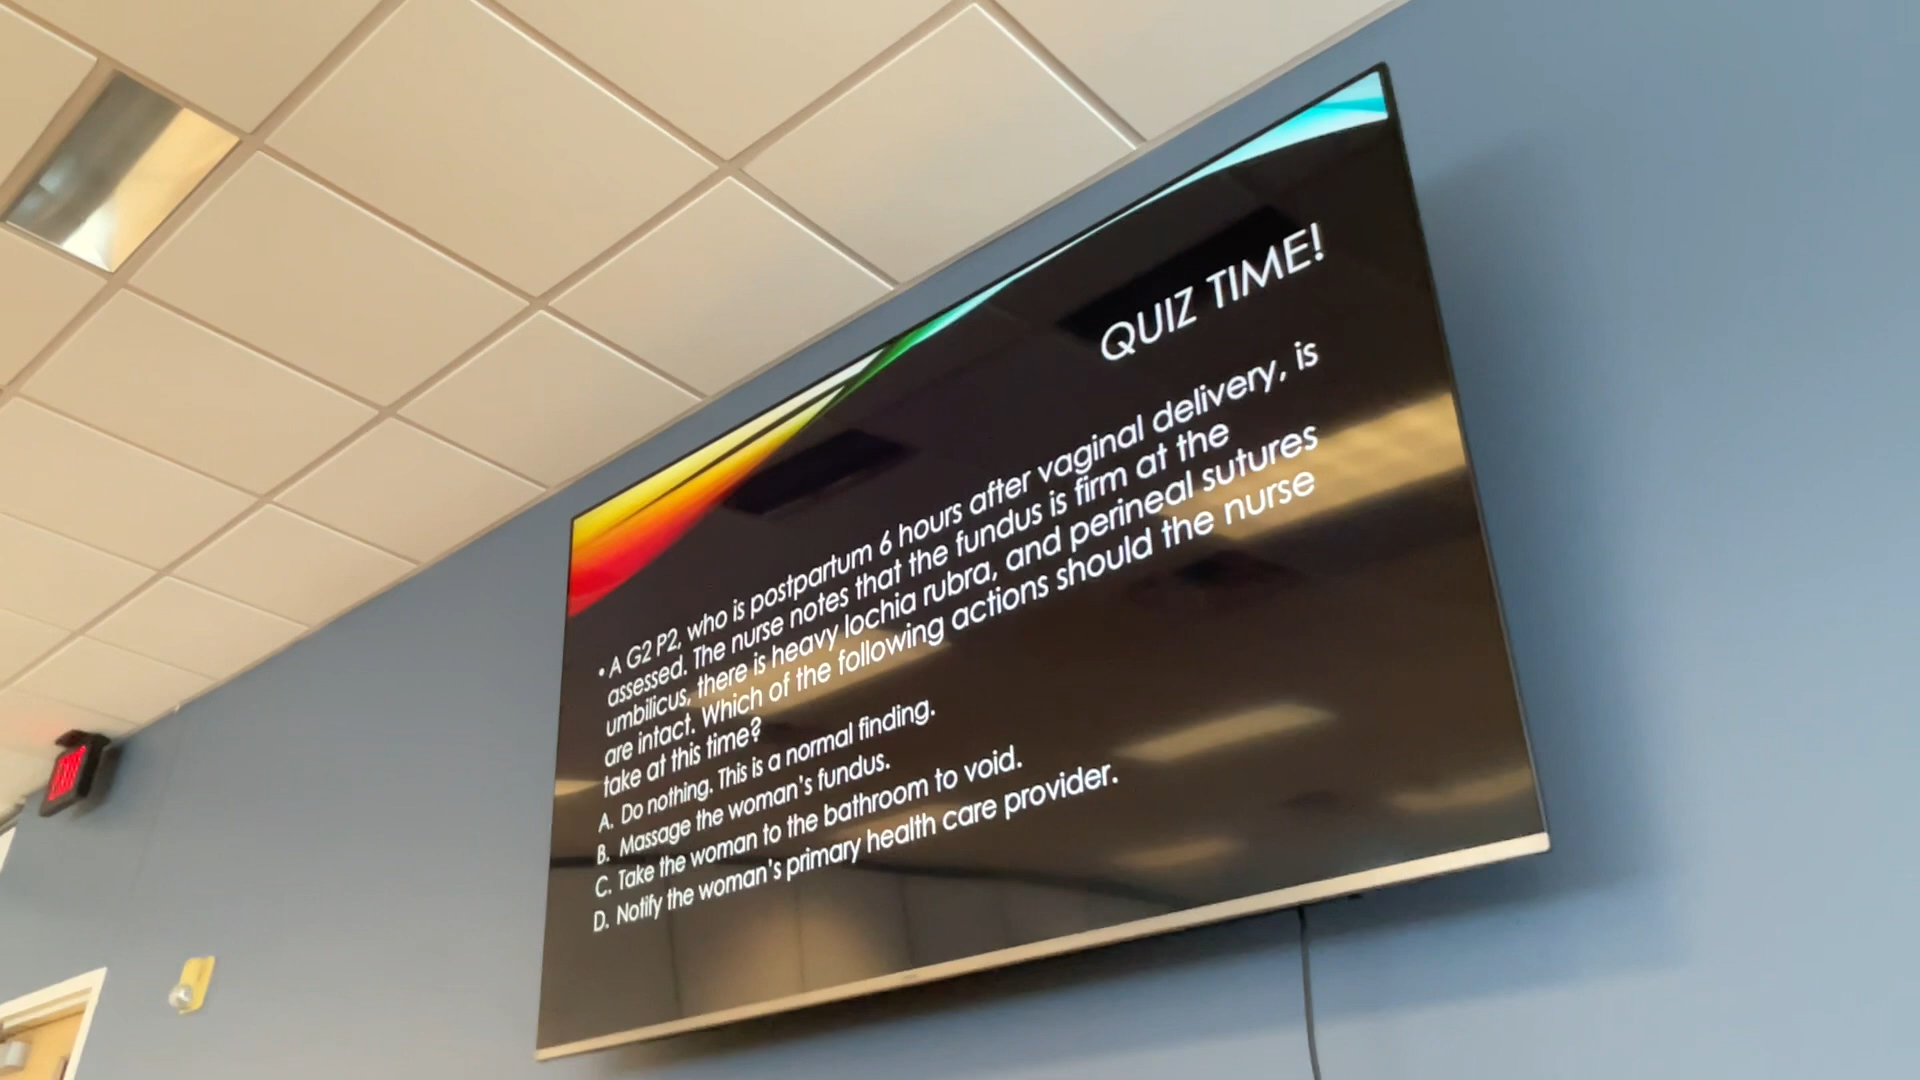 QUIZ TIME!
• A G2 P2, who is postpartum 6 hours after vaginal delivery, is
assessed. The nurse notes that the fundus is firm at the
umbilicus, there is heavy lochia rubra, and perineal sutures
are intact. Which of the following actions should the nurse
take at this time?
A. Do nothing. This is a normal finding.
B. Massage the woman's fundus.
C. Take the woman to the bathroom to void.
D. Notify the woman's primary health care provider.
EXIT